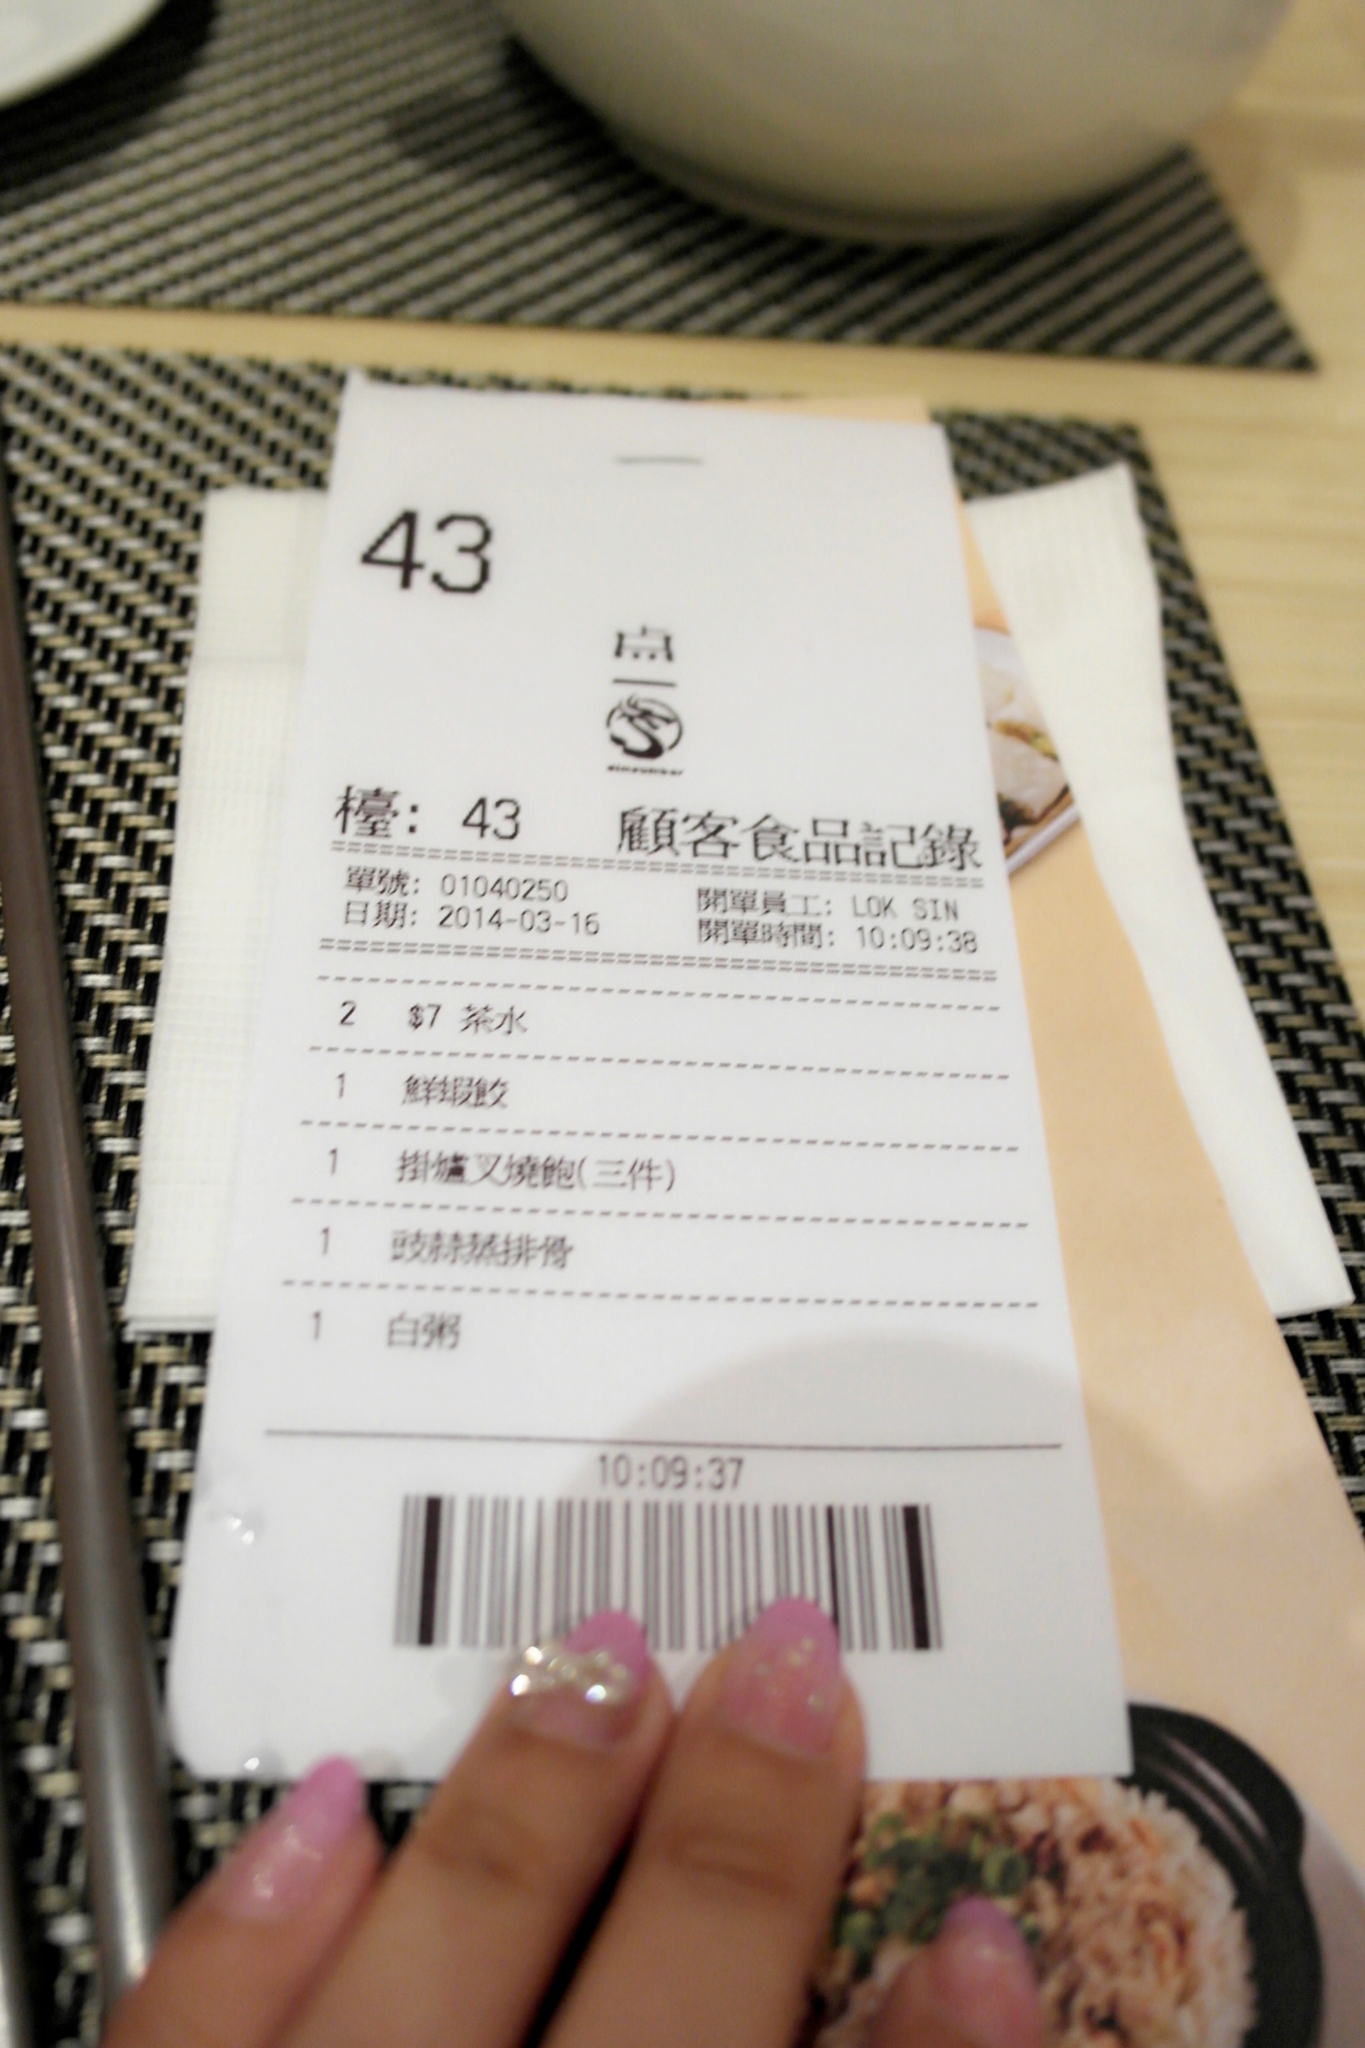 43
点
一
檯: 43 顧客食品記錄
單號: 01040250 開單員工: LOK SIN
日期: 2014-03-16 開單時間: 10:09:38
2 $7 茶水
1 鮮蝦餃
1 掛爐叉燒飽(三件)
1 豉蒜蒸排骨
1 白粥
10:09:37